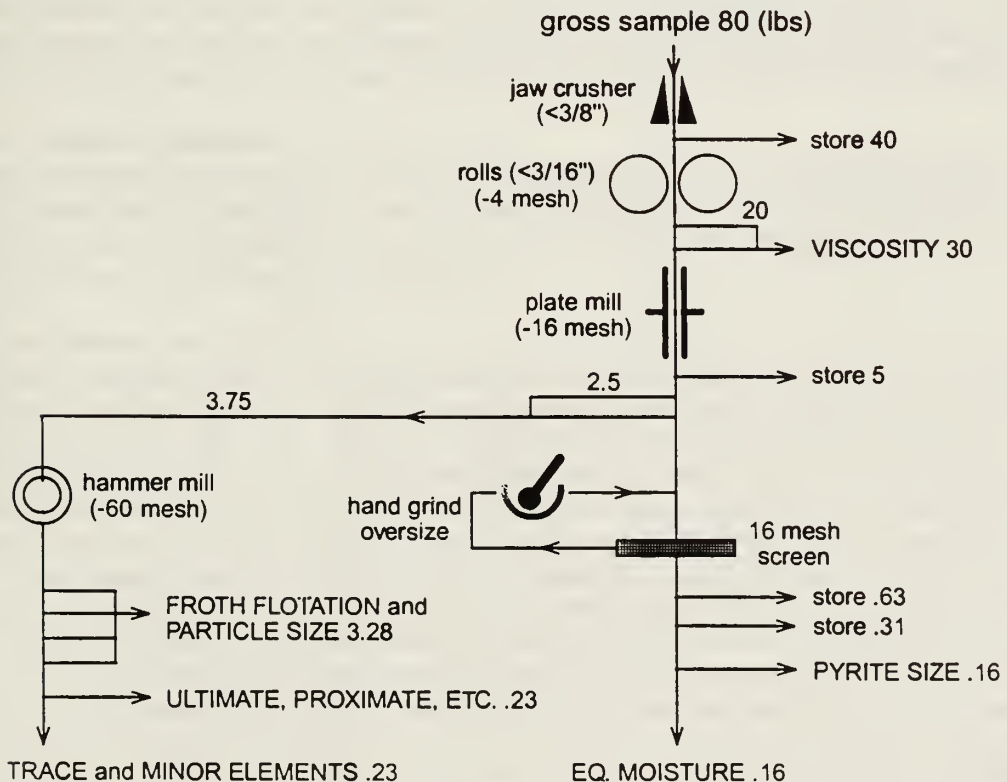 gross sample 80 (lbs)
jaw crusher
(<3/8")
store 40
rolls (<3/16")
(-4 mesh)
20
VISCOSITY 30
plate mill
(-16 mesh)
store 5
2.5
3.75
hammer mill
(-60 mesh)
hand grind
oversize
16 mesh
screen
store .63
store .31
FROTH FLOTATION and
PARTICLE SIZE 3.28
PYRITE SIZE .16
ULTIMATE, PROXIMATE, ETC. .23
TRACE and MINOR ELEMENTS .23
EQ. MOISTURE .16